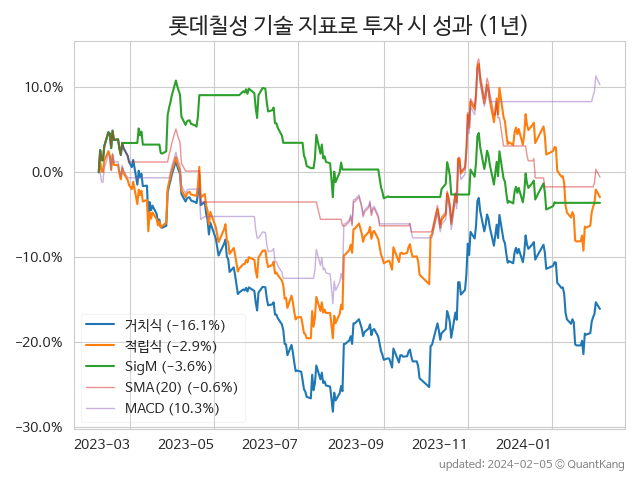 롯데칠성 기술 지표로 투자 시 성과 (1년)
10.0%
0.0%
−10.0%
−20.0%
−30.0%
거치식 (−16.1%)
적립식 (−2.9%)
SigM (−3.6%)
SMA(20) (−0.6%)
MACD (10.3%)
2023−03 2023−05 2023−07 2023−09 2023−11 2024−01
updated: 2024-02-05 © QuantKang